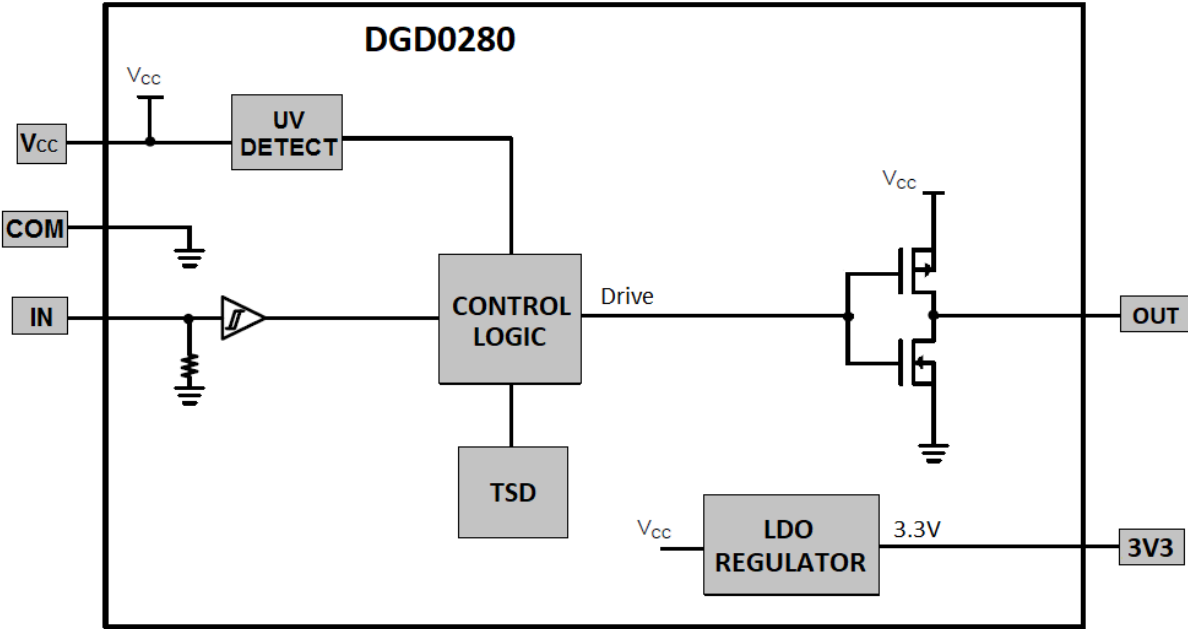 DGD0280
VCC
UV
DETECT
VCC
COM
IN
CONTROL
LOGIC
Drive
VCC
OUT
TSD
VCC
LDO
REGULATOR
3.3V
3V3